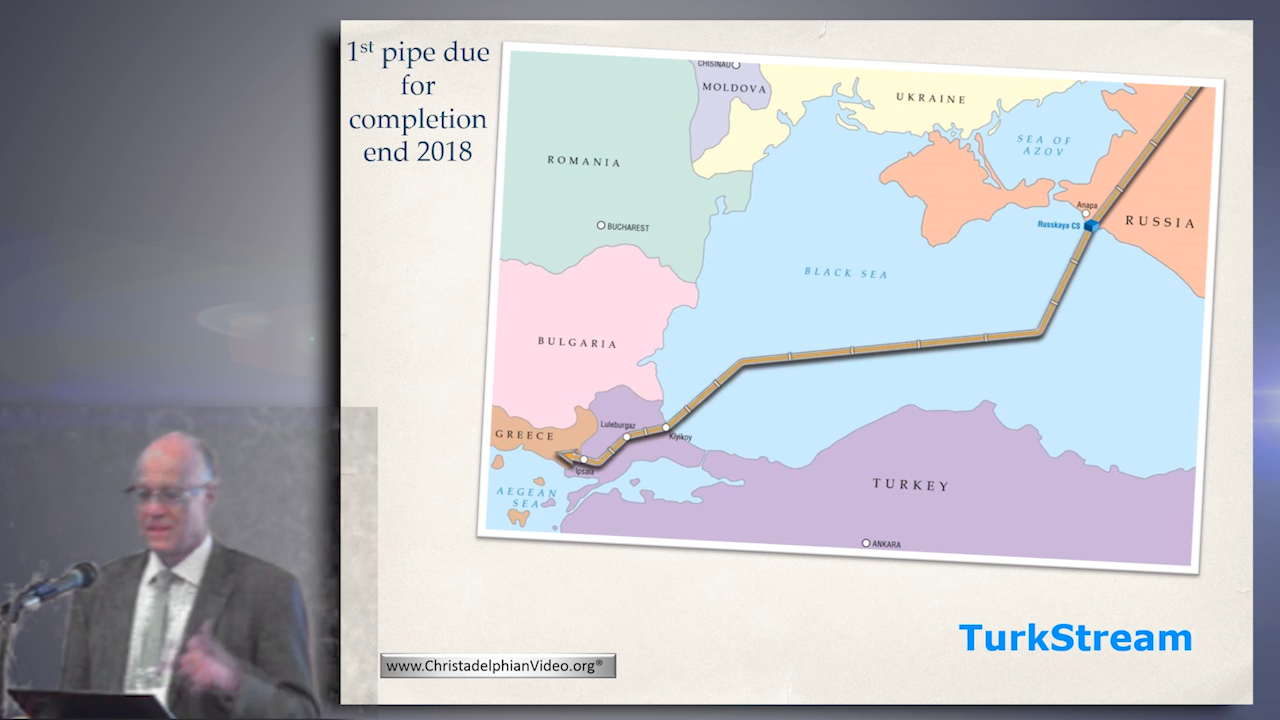 1st pipe due
for
completion
end 2018
CHISINAU
MOLDOVA
UKRAINE
SEA OF
AZOV
ROMANIA
Anapa
RUSSIA
Russkaya CS
BUCHAREST
BLACK SEA
BULGARIA
Luleburgaz
Kiyikoy
GREECE
Ipsala
AEGEAN
SEA
TURKEY
ANKARA
TurkStream
www.ChristadelphianVideo.org®